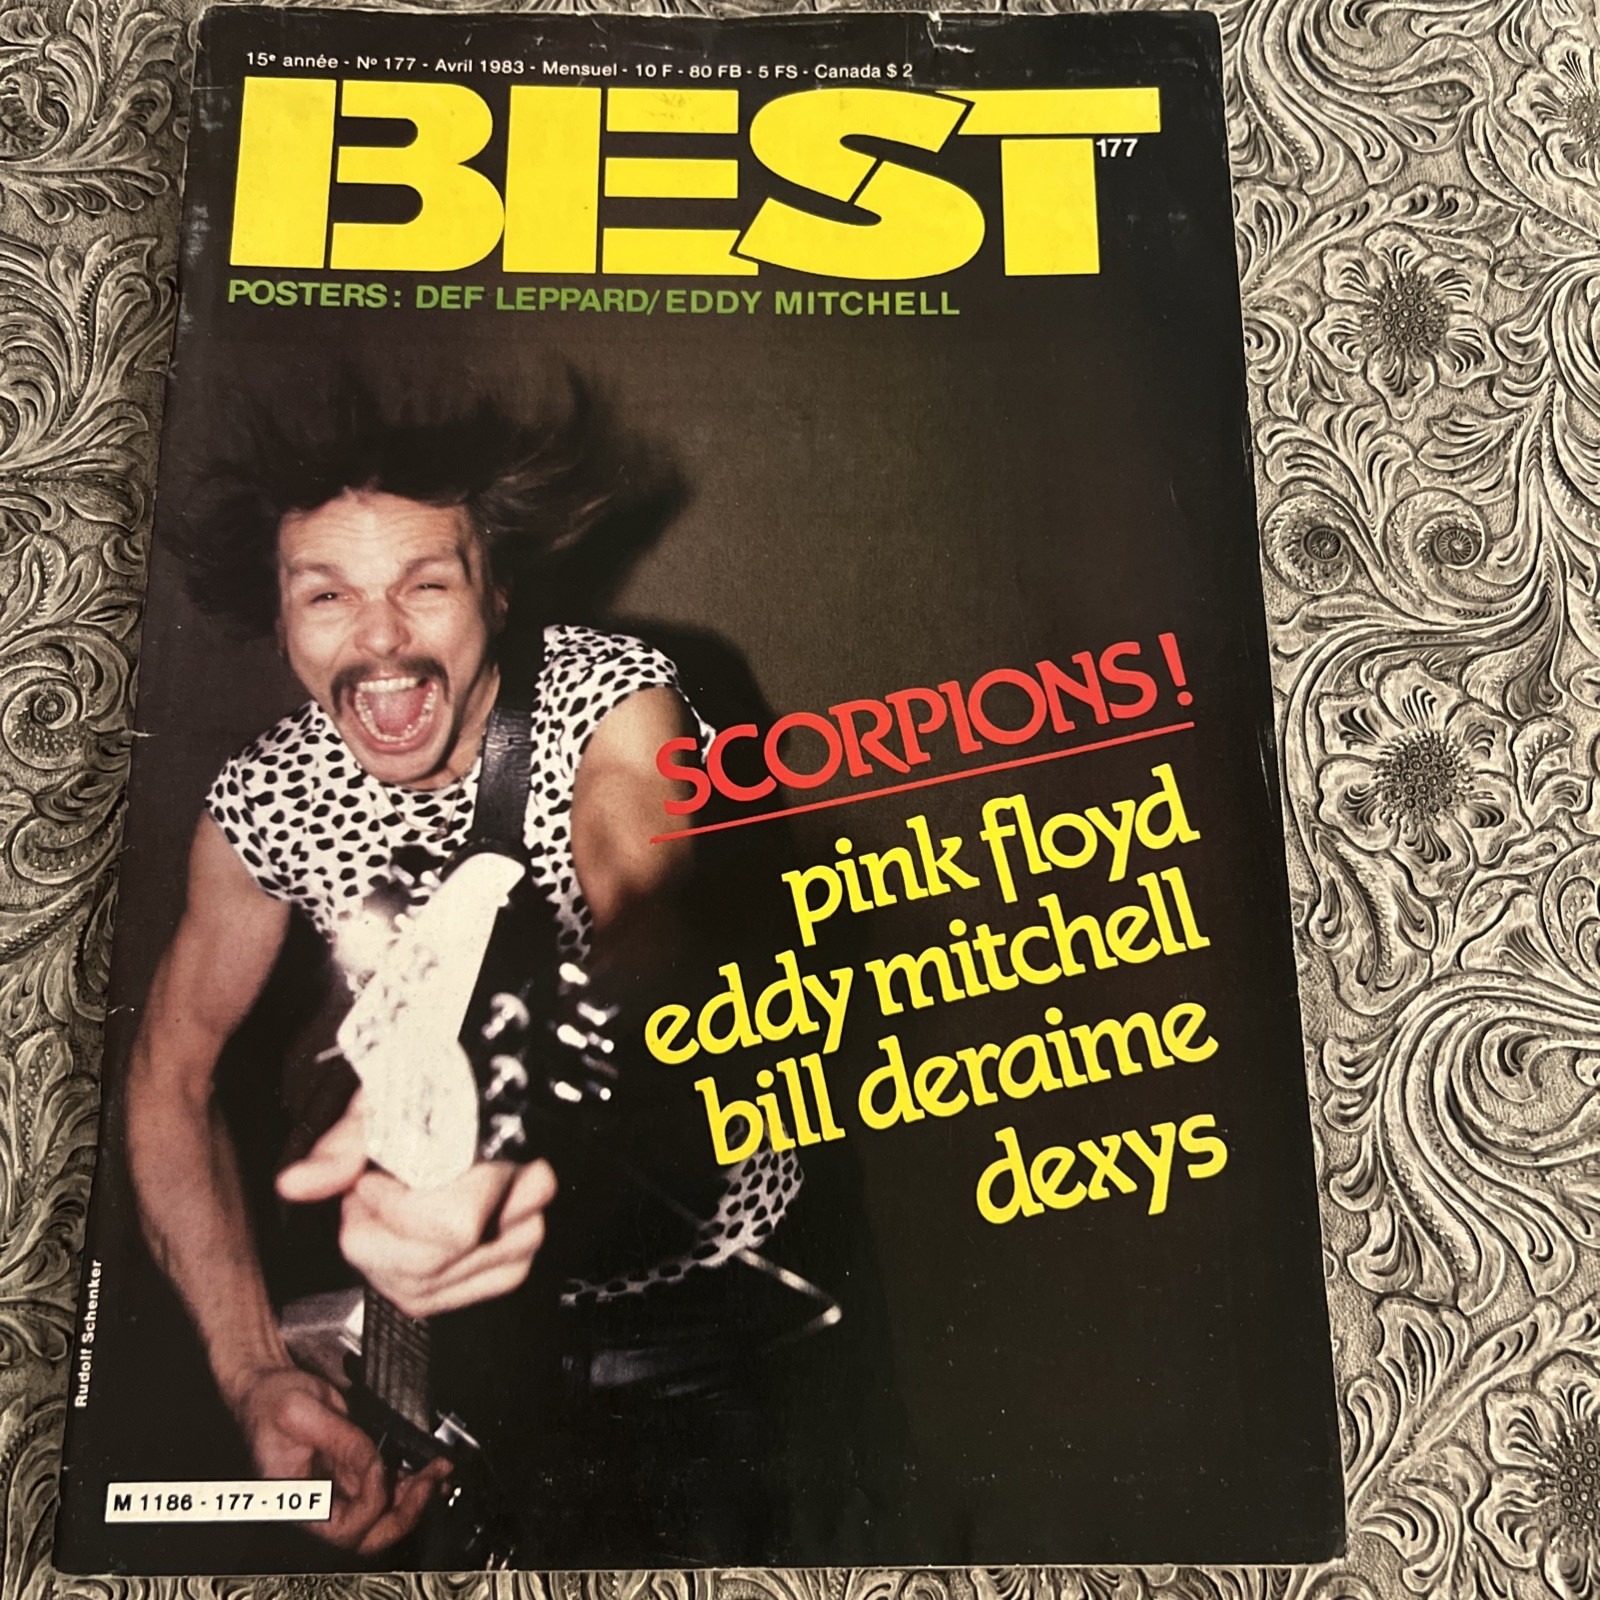 15e année - No 177 - Avril 1983 - Mensuel - 10 F - 80 FB - 5 FS - Canada $ 2
BEST
177
POSTERS: DEF LEPPARD/EDDY MITCHELL
SCORPIONS!
pink floyd
eddy mitchell
bill deraime
dexys
Rudolf Schenker
M 1186 - 177 - 10 F